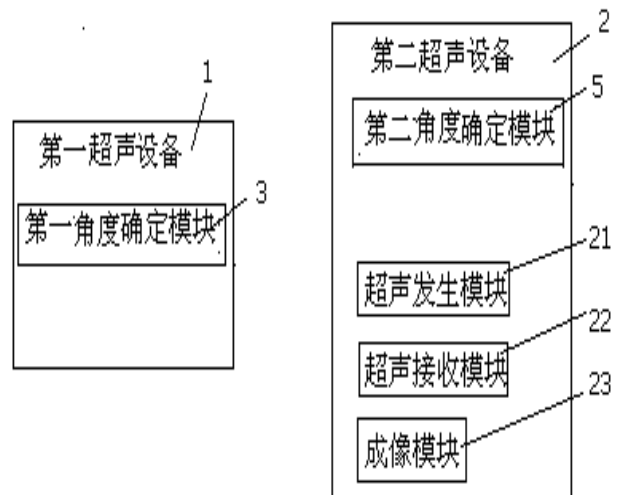 1
第一超声设备
第一角度确定模块
3
2
第二超声设备
5
第二角度确定模块
21
超声发生模块
22
超声接收模块
23
成像模块